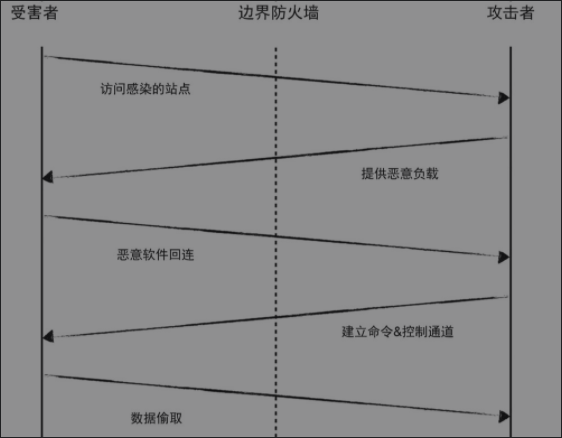 受害者 边界防火墙 攻击者
访问感染的站点
提供恶意负载
恶意软件回连
建立命令&控制通道
数据偷取